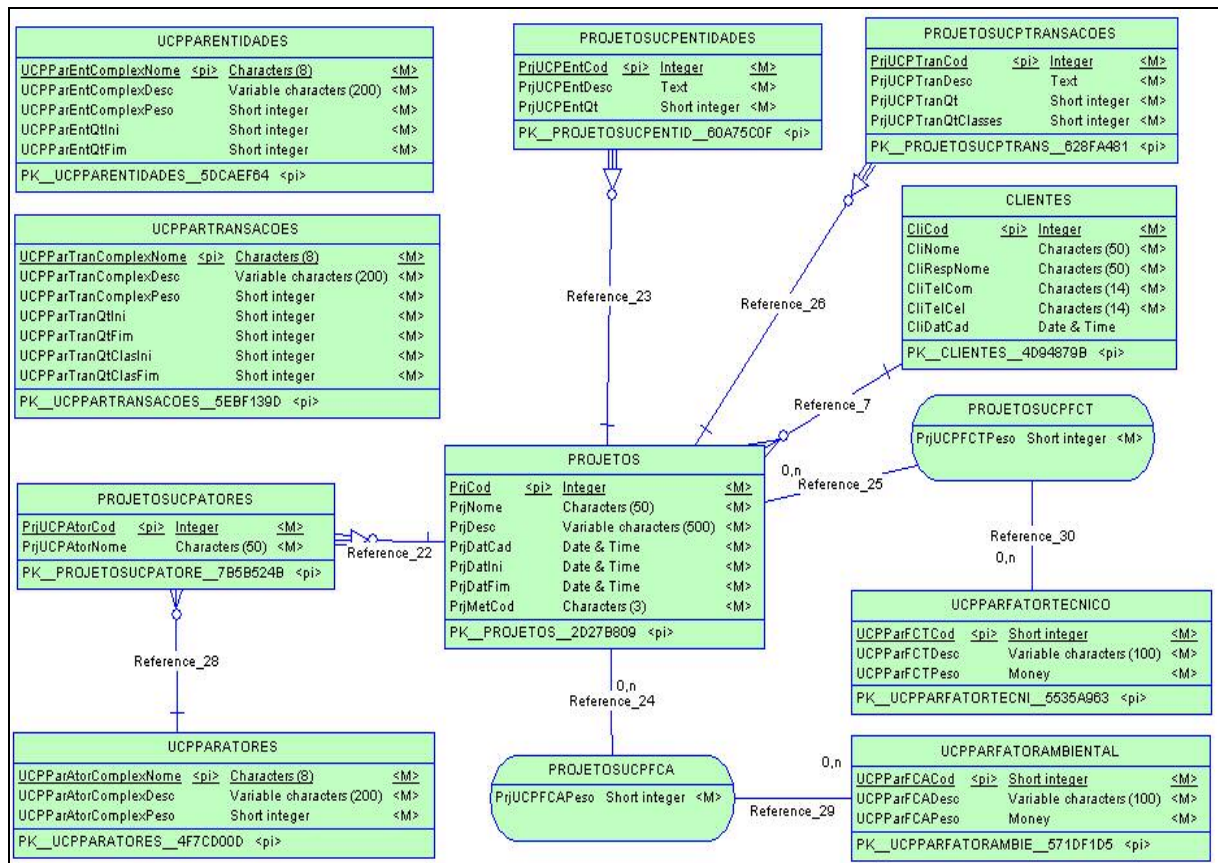 UCPPARENTIDADES
UCPParEntComplexNome <pi> Characters (8) <M>
UCPParEntComplexDesc Variable characters (200) <M>
UCPParEntComplexPeso Short integer <M>
UCPParEntQtIni Short integer <M>
UCPParEntQtFim Short integer <M>
PK__UCPPARENTIDADES__5DCAEF64 <pi>
PROJETOSUCPENTIDADES
PrjUCPEntCod <pi> Integer <M>
PrjUCPEntDesc Text <M>
PrjUCPEntQt Short integer <M>
PK__PROJETOSUCPENTID__60A75C0F <pi>
PROJETOSUCPTRANSACOES
PrjUCPTranCod <pi> Integer <M>
PrjUCPTranDesc Text <M>
PrjUCPTranQt Short integer <M>
PrjUCPTranQtClasses Short integer <M>
PK__PROJETOSUCPTRANS__628FA481 <pi>
UCPPARTRANSACOES
UCPParTranComplexNome <pi> Characters (8) <M>
UCPParTranComplexDesc Variable characters (200) <M>
UCPParTranComplexPeso Short integer <M>
UCPParTranQtIni Short integer <M>
UCPParTranQtFim Short integer <M>
UCPParTranQtClasIni Short integer <M>
UCPParTranQtClasFim Short integer <M>
PK__UCPPARTRANSACOES__5EBF139D <pi>
CLIENTES
CliCod <pi> Integer <M>
CliNome Characters (50) <M>
CliRespNome Characters (50) <M>
CliTelCom Characters (14) <M>
CliTelCel Characters (14) <M>
CliDatCad Date & Time
PK__CLIENTES__4D94879B <pi>
Reference_23
Reference_26
Reference_7
PROJETOSUCPFCT
PrjUCPFCTPeso Short integer <M>
0,n
Reference_25
PROJETOS
PrjCod <pi> Integer <M>
PrjNome Characters (50) <M>
PrjDesc Variable characters (500) <M>
PrjDatCad Date & Time <M>
PrjDatIni Date & Time <M>
PrjDatFim Date & Time <M>
PrjMetCod Characters (3) <M>
PK__PROJETOS__2D27B809 <pi>
PROJETOSUCPATORES
PrjUCPAtorCod <pi> Integer <M>
PrjUCPAtorNome Characters (50) <M>
PK__PROJETOSUCPATORE__7B5B524B <pi>
Reference_22
Reference_30
0,n
UCPPARFATORTECNICO
UCPParFCTCod <pi> Short integer <M>
UCPParFCTDesc Variable characters (100) <M>
UCPParFCTPeso Money <M>
PK__UCPPARFATORTECNI__5535A963 <pi>
Reference_28
0,n
Reference_24
UCPPARATORES
UCPParAtorComplexNome <pi> Characters (8) <M>
UCPParAtorComplexDesc Variable characters (200) <M>
UCPParAtorComplexPeso Short integer <M>
PK__UCPPARATORES__4F7CD00D <pi>
PROJETOSUCPFCA
PrjUCPFCAPeso Short integer <M>
0,n
Reference_29
UCPPARFATORAMBIENTAL
UCPParFCACod <pi> Short integer <M>
UCPParFCADesc Variable characters (100) <M>
UCPParFCAPeso Money <M>
PK__UCPPARFATORAMBIE__571DF1D5 <pi>